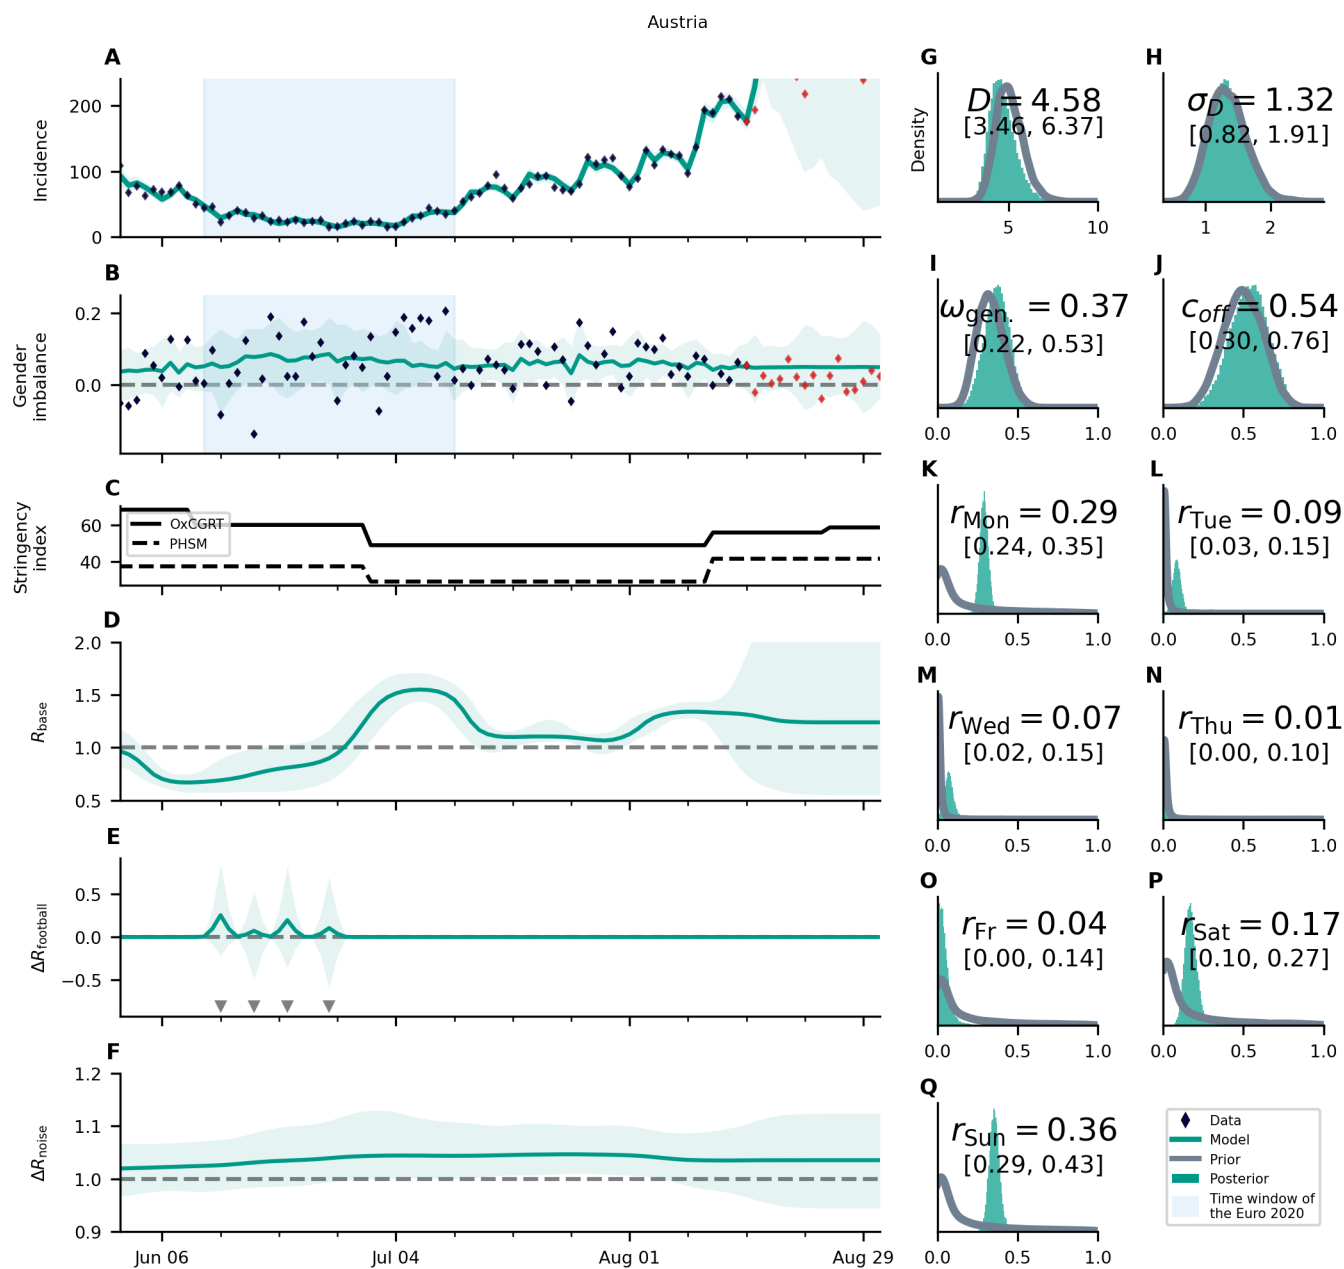 Austria
A
Incidence
200
100
0
B
Gender
imbalance
0.2
0.0
C
Stringency
index
60
40
OxCGRT
PHSM
D
R_base
2.0
1.5
1.0
0.5
E
ΔR_football
0.5
0.0
−0.5
F
ΔR_noise
1.2
1.1
1.0
0.9
Jun 06 Jul 04 Aug 01 Aug 29
G
Density
D = 4.58
[3.46, 6.37]
5 10
H
σ_D = 1.32
[0.82, 1.91]
1 2
I
ω_gen. = 0.37
[0.22, 0.53]
0.0 0.5 1.0
J
c_off = 0.54
[0.30, 0.76]
0.0 0.5 1.0
K
r_Mon = 0.29
[0.24, 0.35]
0.0 0.5 1.0
L
r_Tue = 0.09
[0.03, 0.15]
0.0 0.5 1.0
M
r_Wed = 0.07
[0.02, 0.15]
0.0 0.5 1.0
N
r_Thu = 0.01
[0.00, 0.10]
0.0 0.5 1.0
O
r_Fr = 0.04
[0.00, 0.14]
0.0 0.5 1.0
P
r_Sat = 0.17
[0.10, 0.27]
0.0 0.5 1.0
Q
r_Sun = 0.36
[0.29, 0.43]
0.0 0.5 1.0
Data
Model
Prior
Posterior
Time window of
the Euro 2020